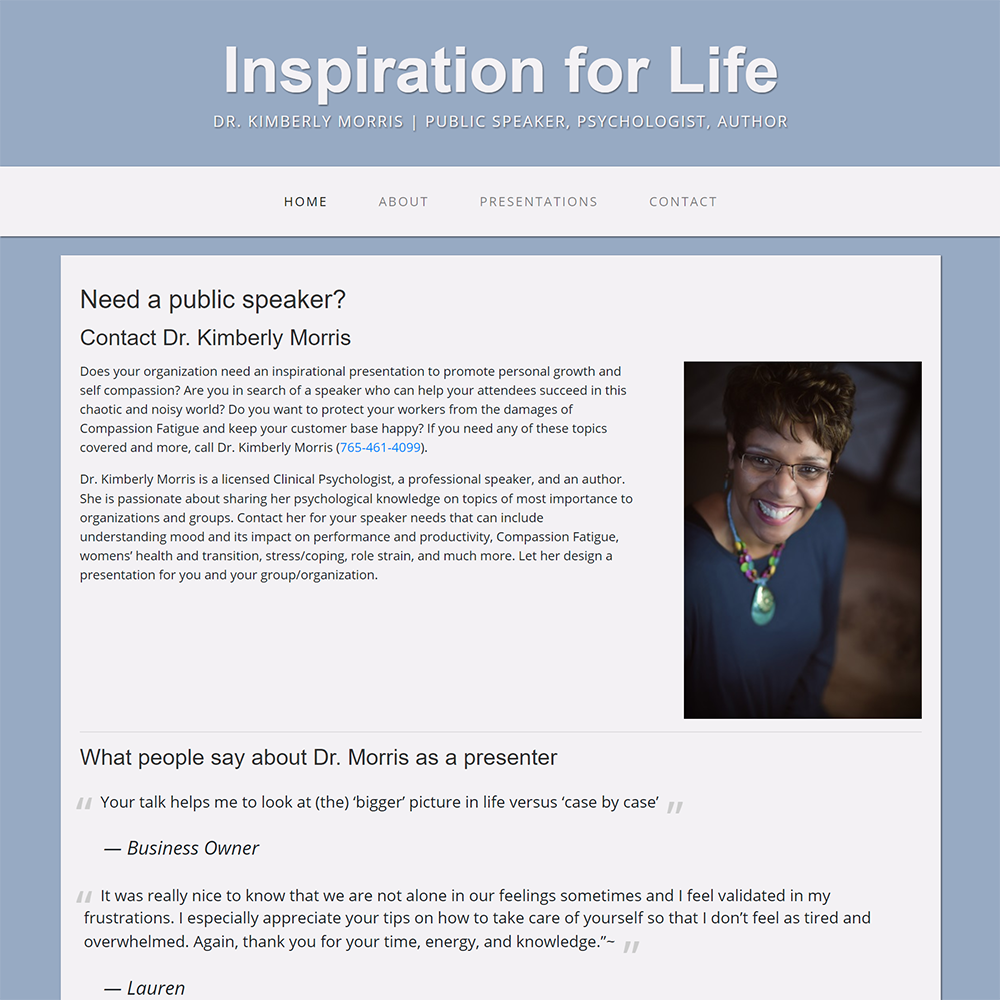 Inspiration for Life
DR. KIMBERLY MORRIS | PUBLIC SPEAKER, PSYCHOLOGIST, AUTHOR
HOME ABOUT PRESENTATIONS CONTACT
Need a public speaker?
Contact Dr. Kimberly Morris
Does your organization need an inspirational presentation to promote personal growth and
self compassion? Are you in search of a speaker who can help your attendees succeed in this
chaotic and noisy world? Do you want to protect your workers from the damages of
Compassion Fatigue and keep your customer base happy? If you need any of these topics
covered and more, call Dr. Kimberly Morris (765-461-4099).
Dr. Kimberly Morris is a licensed Clinical Psychologist, a professional speaker, and an author.
She is passionate about sharing her psychological knowledge on topics of most importance to
organizations and groups. Contact her for your speaker needs that can include
understanding mood and its impact on performance and productivity, Compassion Fatigue,
womens’ health and transition, stress/coping, role strain, and much more. Let her design a
presentation for you and your group/organization.
What people say about Dr. Morris as a presenter
“ Your talk helps me to look at (the) ‘bigger’ picture in life versus ‘case by case’ ”
— Business Owner
“ It was really nice to know that we are not alone in our feelings sometimes and I feel validated in my
frustrations. I especially appreciate your tips on how to take care of yourself so that I don’t feel as tired and
overwhelmed. Again, thank you for your time, energy, and knowledge.”~ ”
— Lauren